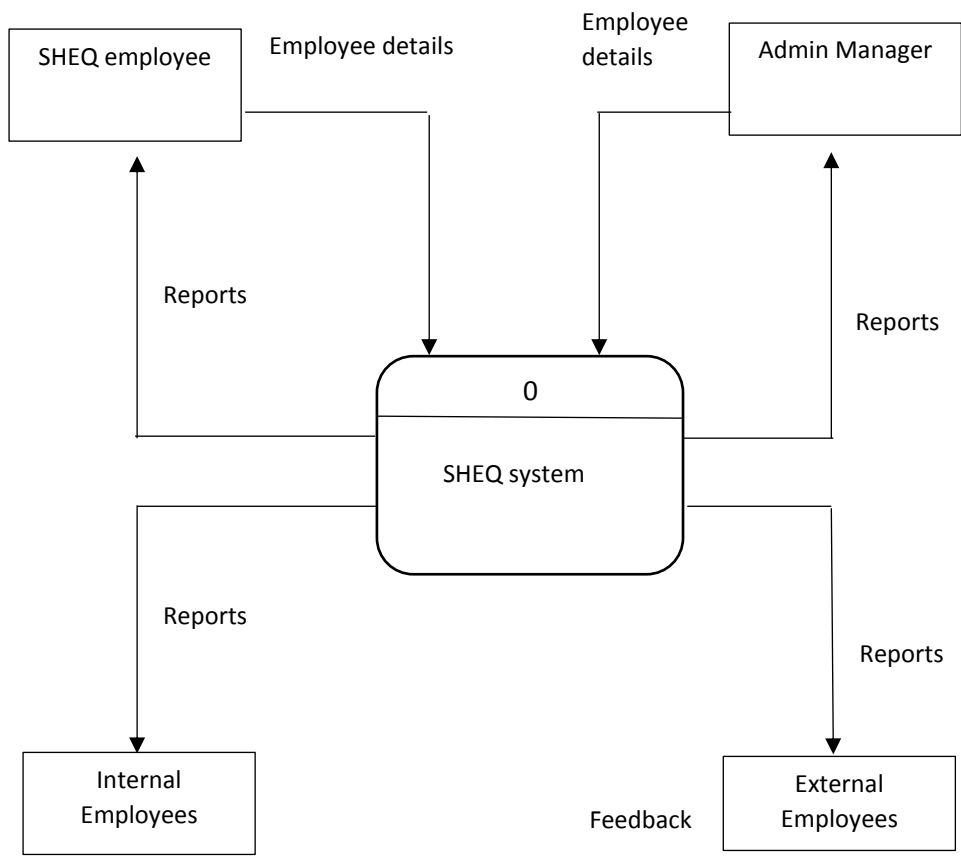 SHEQ employee
Employee details
Employee
details
Admin Manager
Reports
Reports
0
SHEQ system
Reports
Reports
Internal
Employees
Feedback
External
Employees